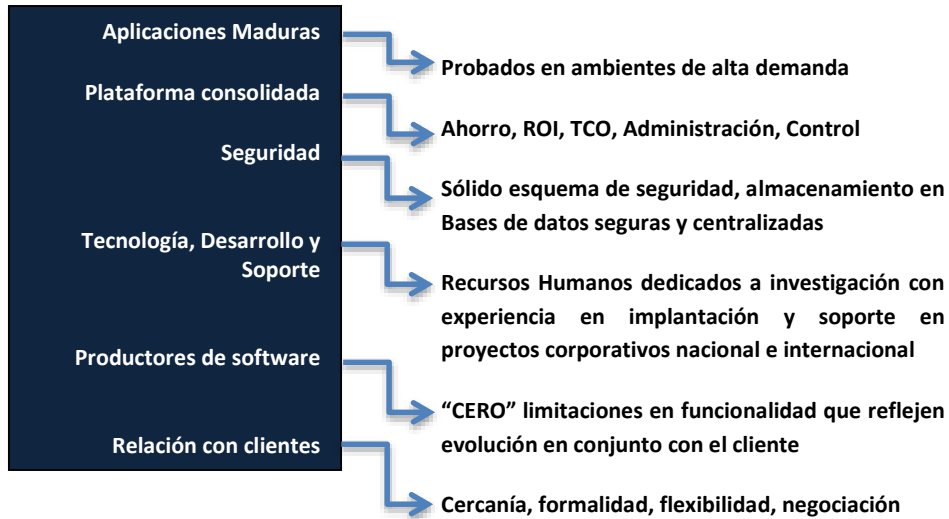 Aplicaciones Maduras
Probados en ambientes de alta demanda
Plataforma consolidada
Ahorro, ROI, TCO, Administración, Control
Seguridad
Sólido esquema de seguridad, almacenamiento en
Bases de datos seguras y centralizadas
Tecnología, Desarrollo y
Soporte
Recursos Humanos dedicados a investigación con
experiencia en implantación y soporte en
proyectos corporativos nacional e internacional
Productores de software
“CERO” limitaciones en funcionalidad que reflejen
evolución en conjunto con el cliente
Relación con clientes
Cercanía, formalidad, flexibilidad, negociación